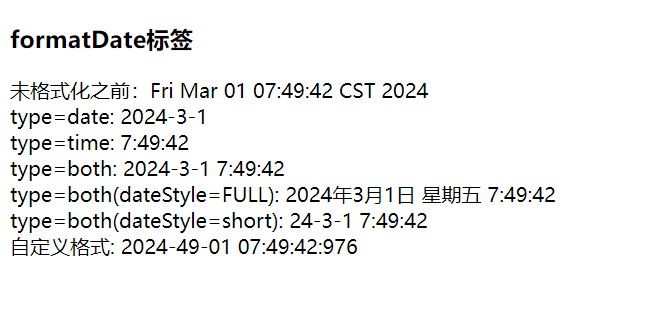 formatDate标签
未格式化之前：Fri Mar 01 07:49:42 CST 2024
type=date: 2024-3-1
type=time: 7:49:42
type=both: 2024-3-1 7:49:42
type=both(dateStyle=FULL): 2024年3月1日 星期五 7:49:42
type=both(dateStyle=short): 24-3-1 7:49:42
自定义格式: 2024-49-01 07:49:42:976